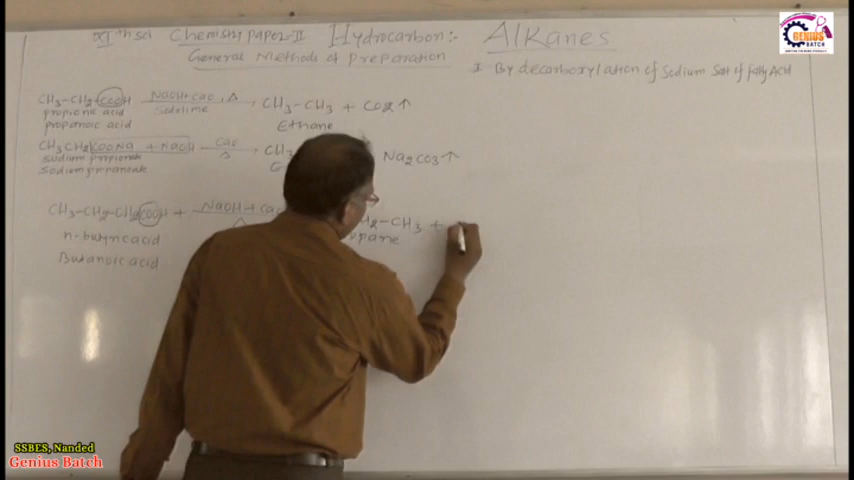 XIth sci Chemistry paper-II Hydrocarbon:- Alkanes
General Methods of Preparation
I By decarboxylation of Sodium Salt of fatty Acid
CH3-CH2-COOH NaOH+CaO, Δ → CH3-CH3 + CO2↑
propionic acid Sodalime Ethane
propanoic acid
CH3CH2COONa + NaOH CaO Δ → CH3 Na2CO3↑
sodium propionate
Sodium propanoate
CH3-CH2-CH2COOH + NaOH+CaO Δ H2-CH3 +
n-butyric acid pane
Butanoic acid
GENIUS
BATCH
SSBES, Nanded
Genius Batch